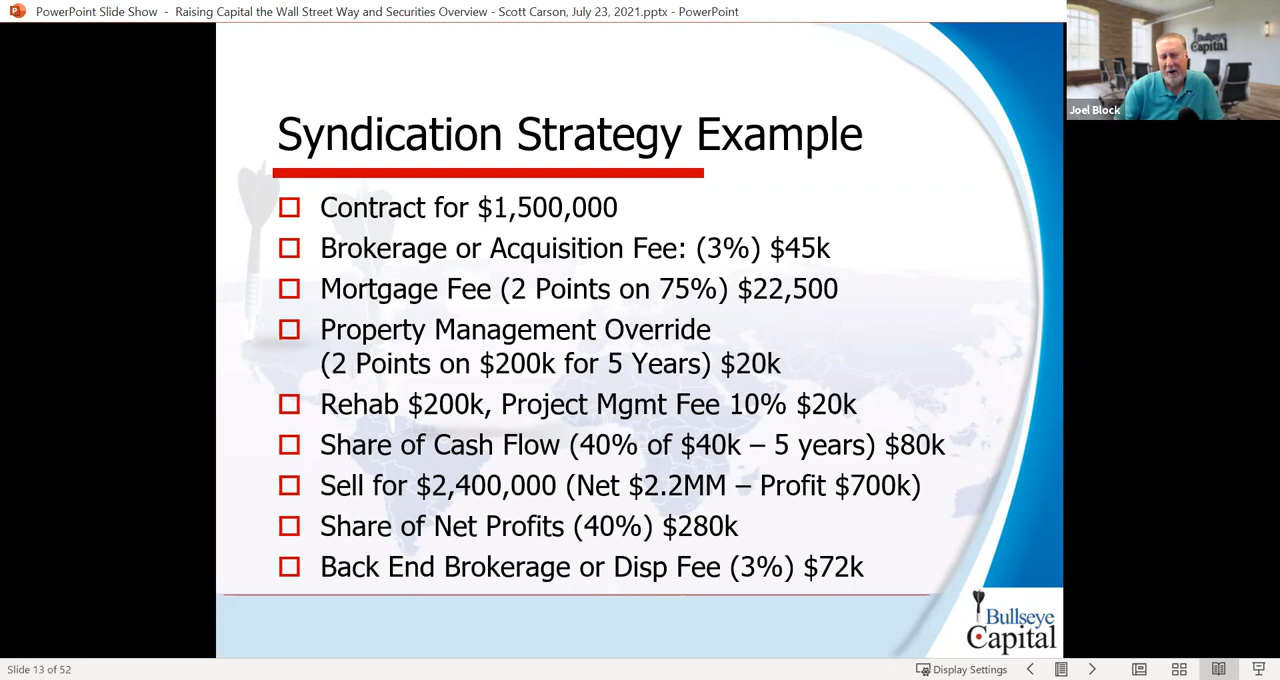 PowerPoint Slide Show - Raising Capital the Wall Street Way and Securities Overview - Scott Carson, July 23, 2021.pptx - PowerPoint
Bullseye
Capital
Joel Block
Syndication Strategy Example
Contract for $1,500,000
Brokerage or Acquisition Fee: (3%) $45k
Mortgage Fee (2 Points on 75%) $22,500
Property Management Override
(2 Points on $200k for 5 Years) $20k
Rehab $200k, Project Mgmt Fee 10% $20k
Share of Cash Flow (40% of $40k – 5 years) $80k
Sell for $2,400,000 (Net $2.2MM – Profit $700k)
Share of Net Profits (40%) $280k
Back End Brokerage or Disp Fee (3%) $72k
Bullseye
Capital
Slide 13 of 52
Display Settings